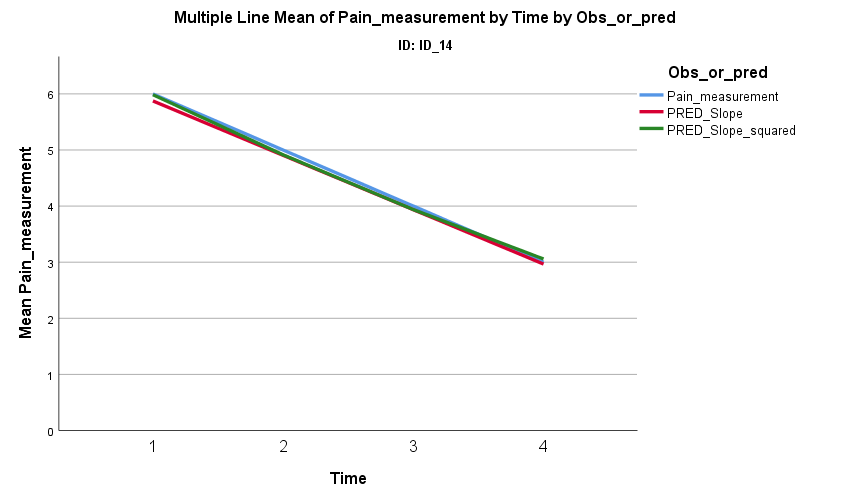 Multiple Line Mean of Pain_measurement by Time by Obs_or_pred
ID: ID_14
Obs_or_pred
Pain_measurement
PRED_Slope
PRED_Slope_squared
Mean Pain_measurement
6
5
4
3
2
1
0
1 2 3 4
Time